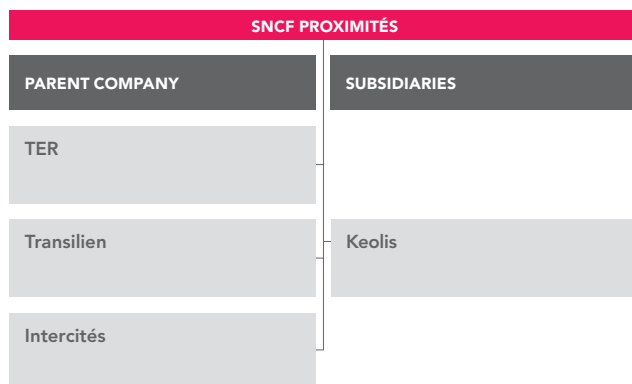 SNCF PROXIMITÉS
PARENT COMPANY
SUBSIDIARIES
TER
Transilien
Keolis
Intercités